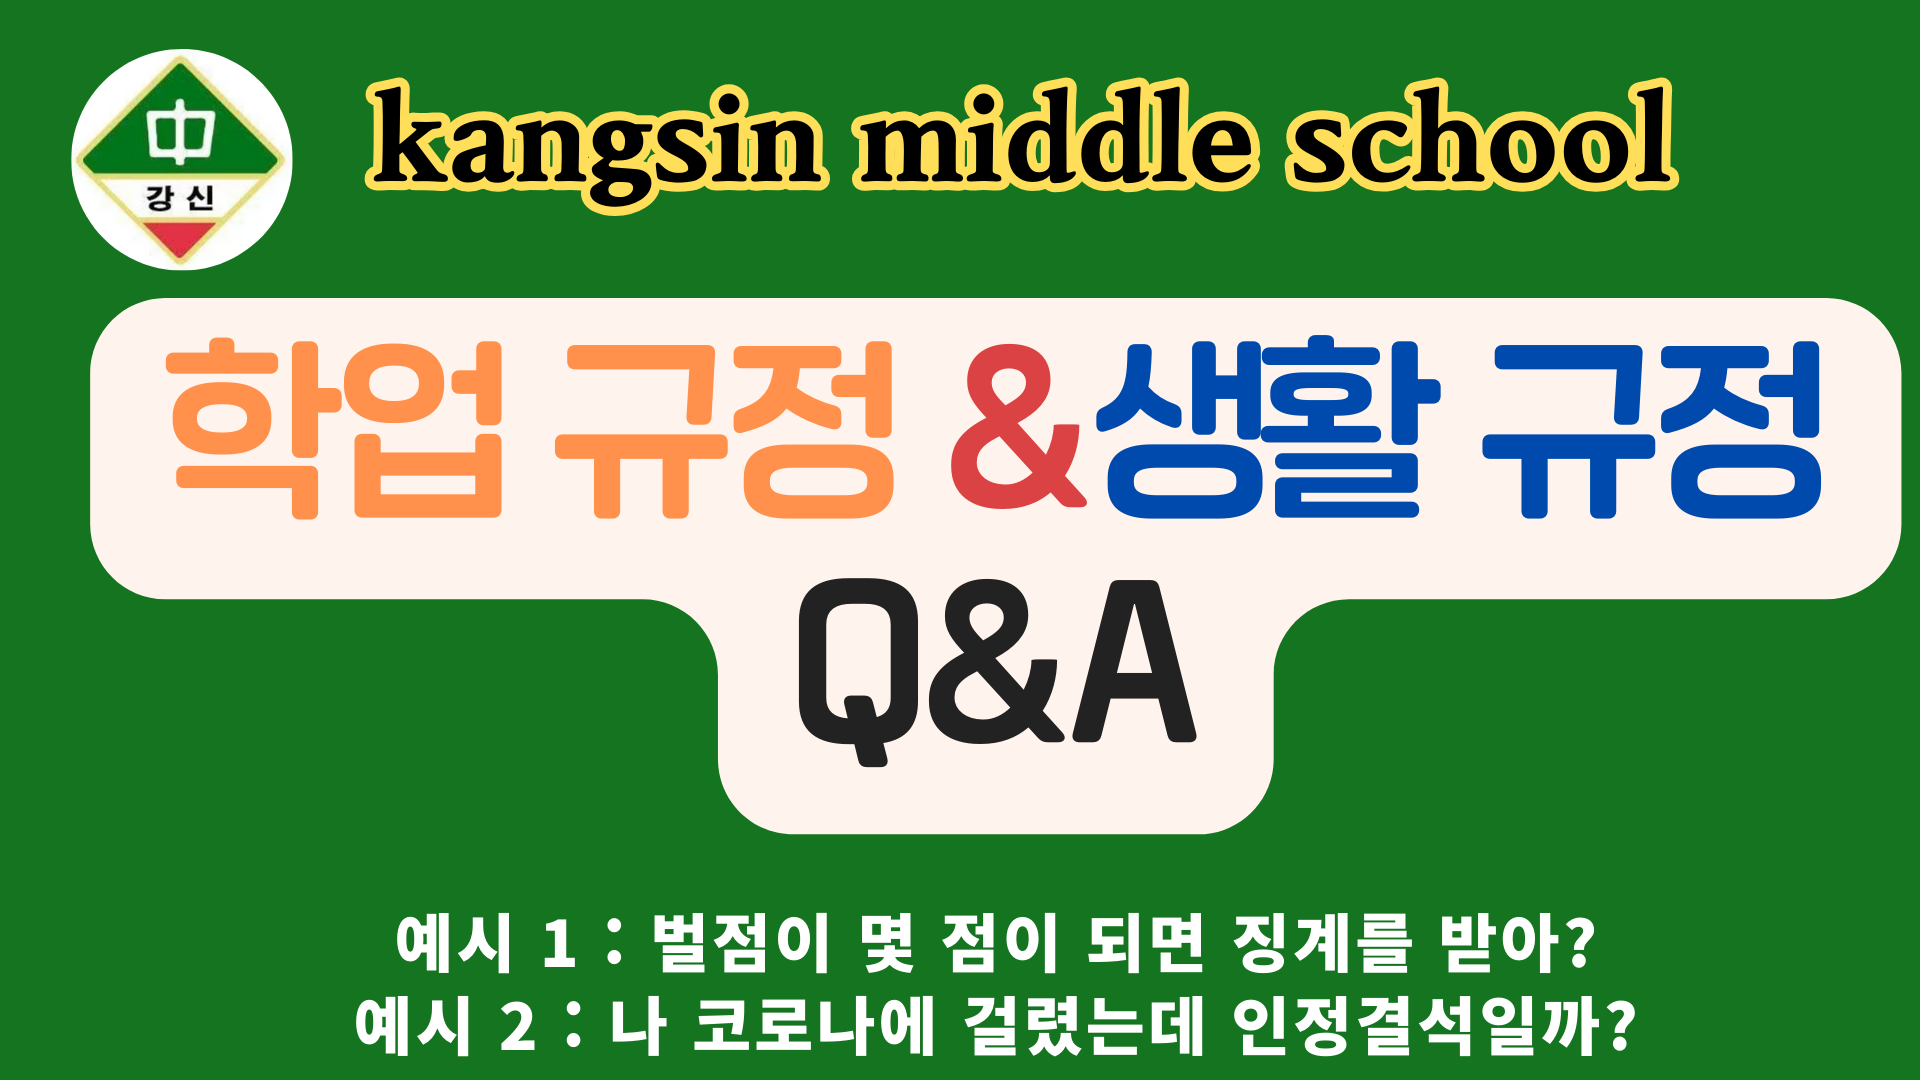 中
강신
kangsin middle school
학업 규정 &생활 규정
Q&A
예시 1 : 벌점이 몇 점이 되면 징계를 받아?
예시 2 : 나 코로나에 걸렸는데 인정결석일까?